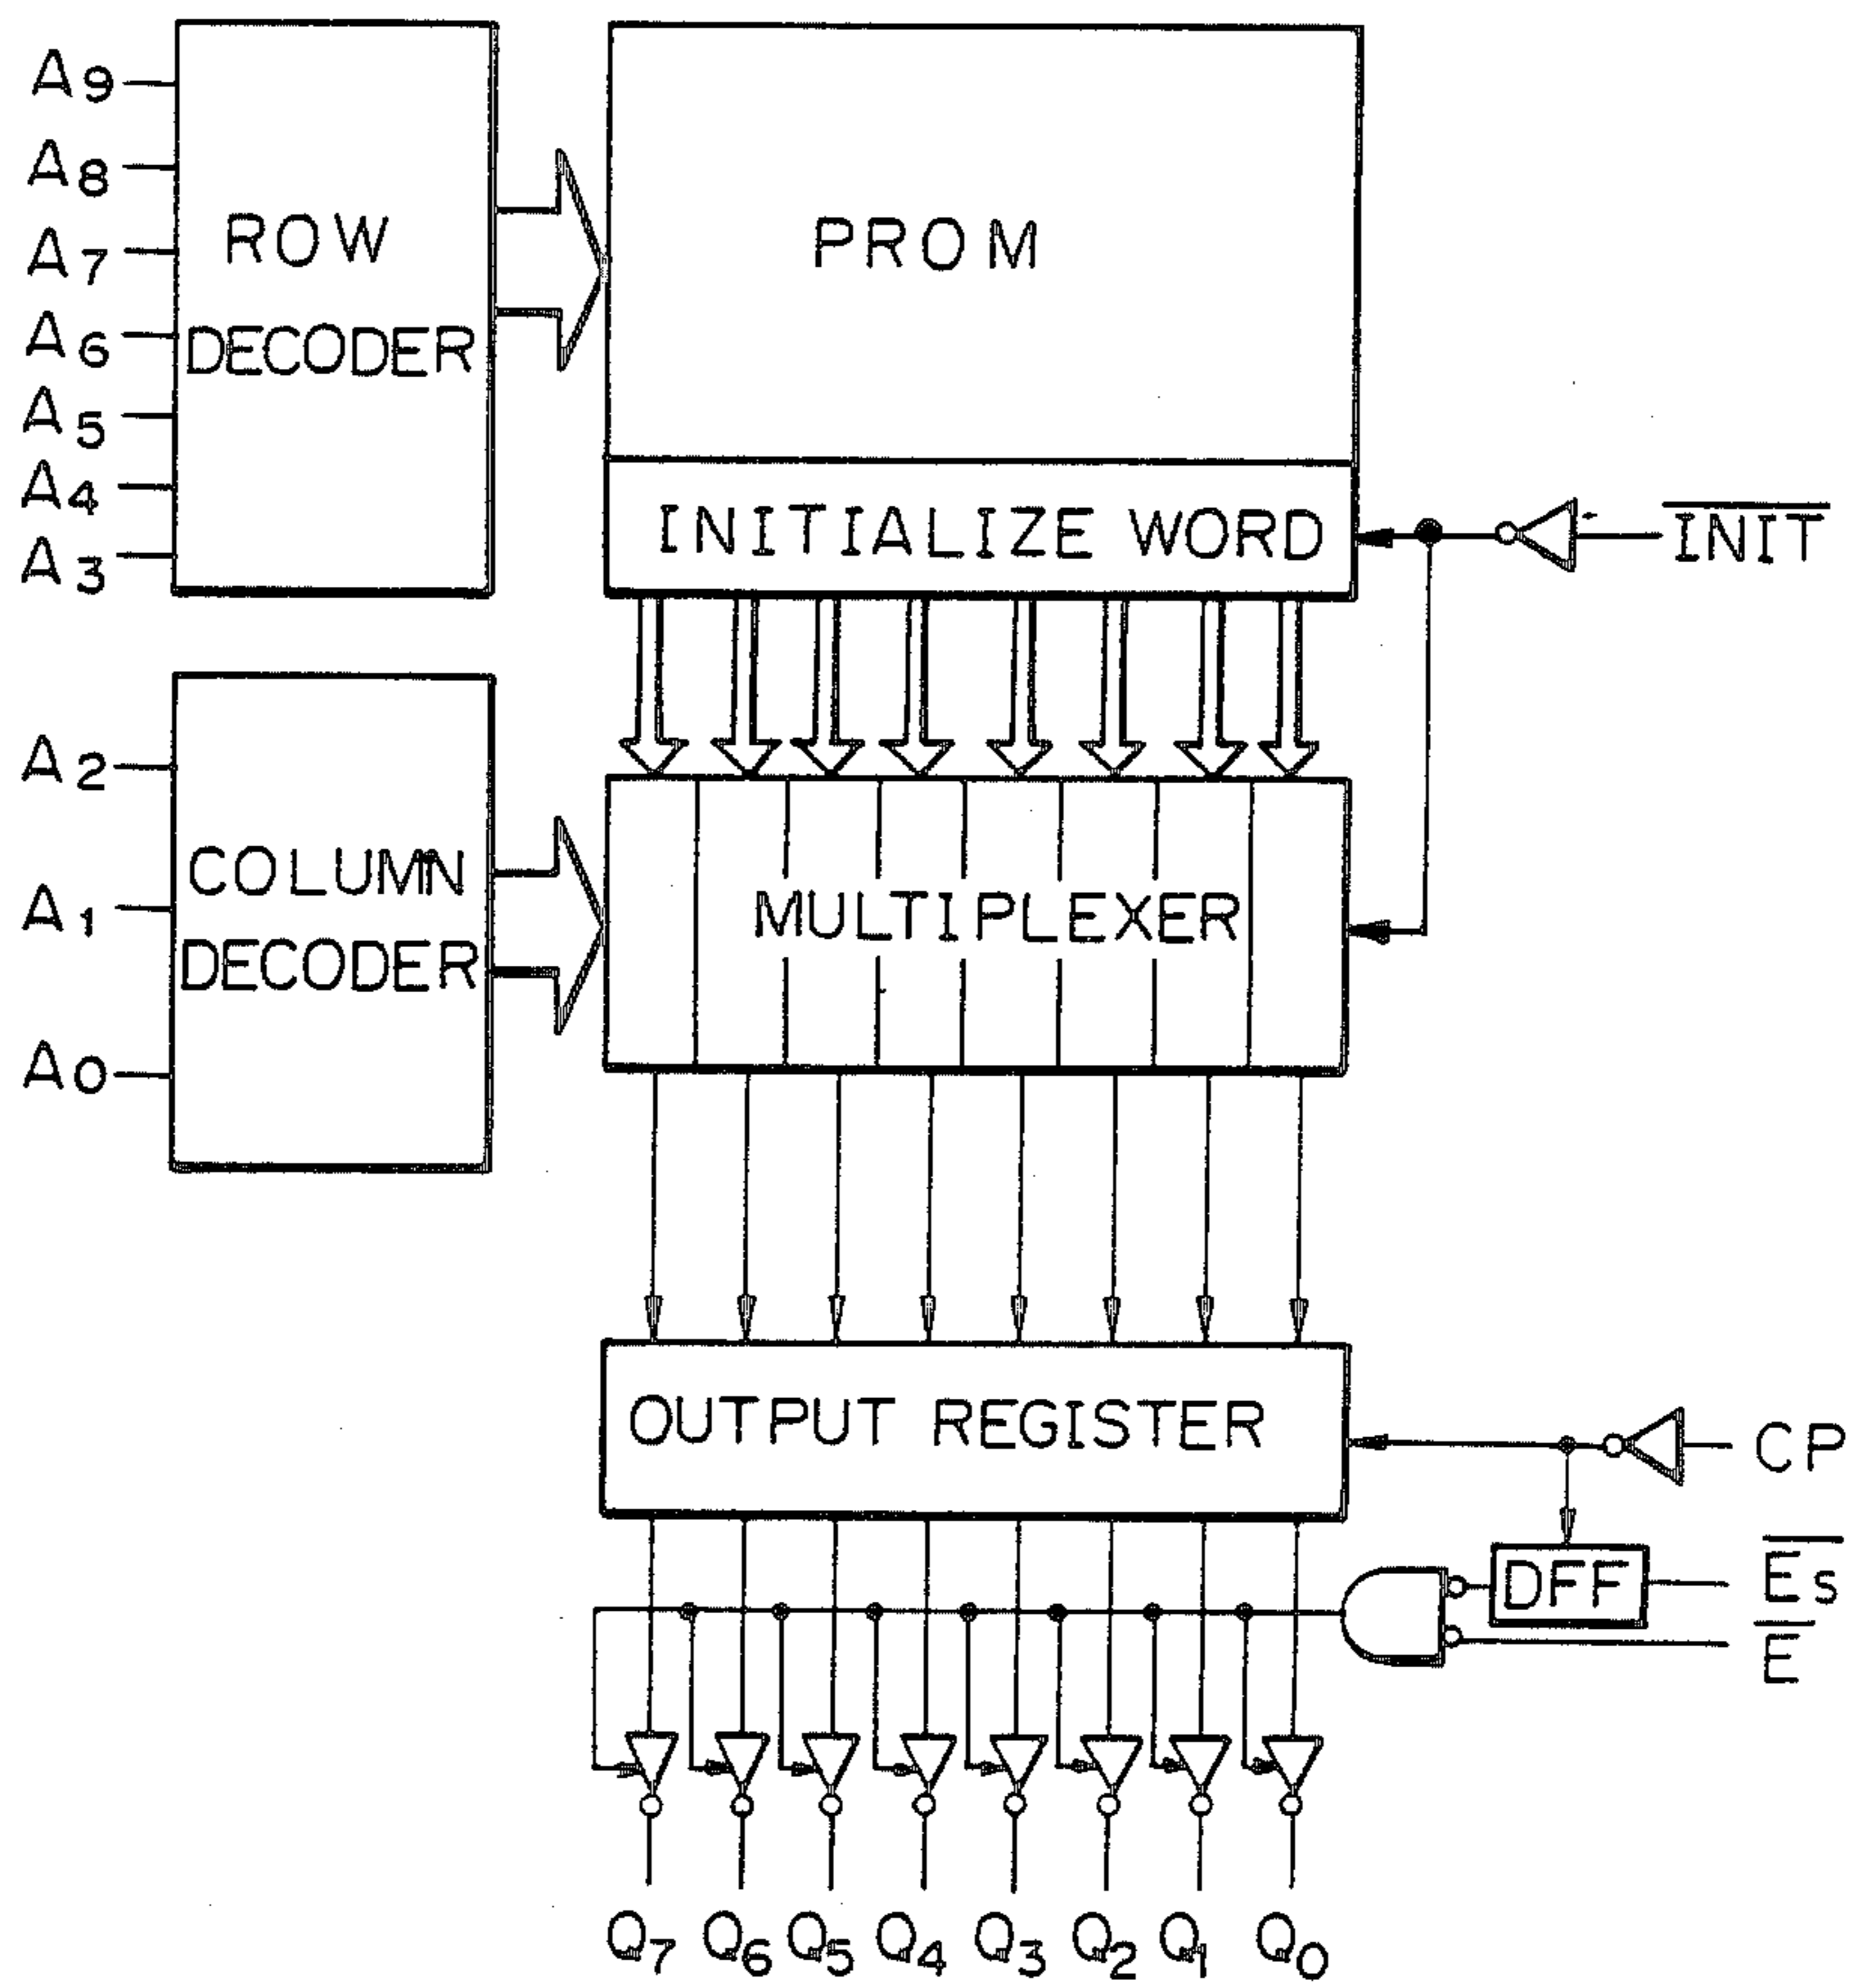 A9
A8
A7
A6
A5
A4
A3
ROW
DECODER
PROM
INITIALIZE WORD
INIT
A2
A1
A0
COLUMN
DECODER
MULTIPLEXER
OUTPUT REGISTER
CP
DFF
Es
E
Q7 Q6 Q5 Q4 Q3 Q2 Q1 Q0